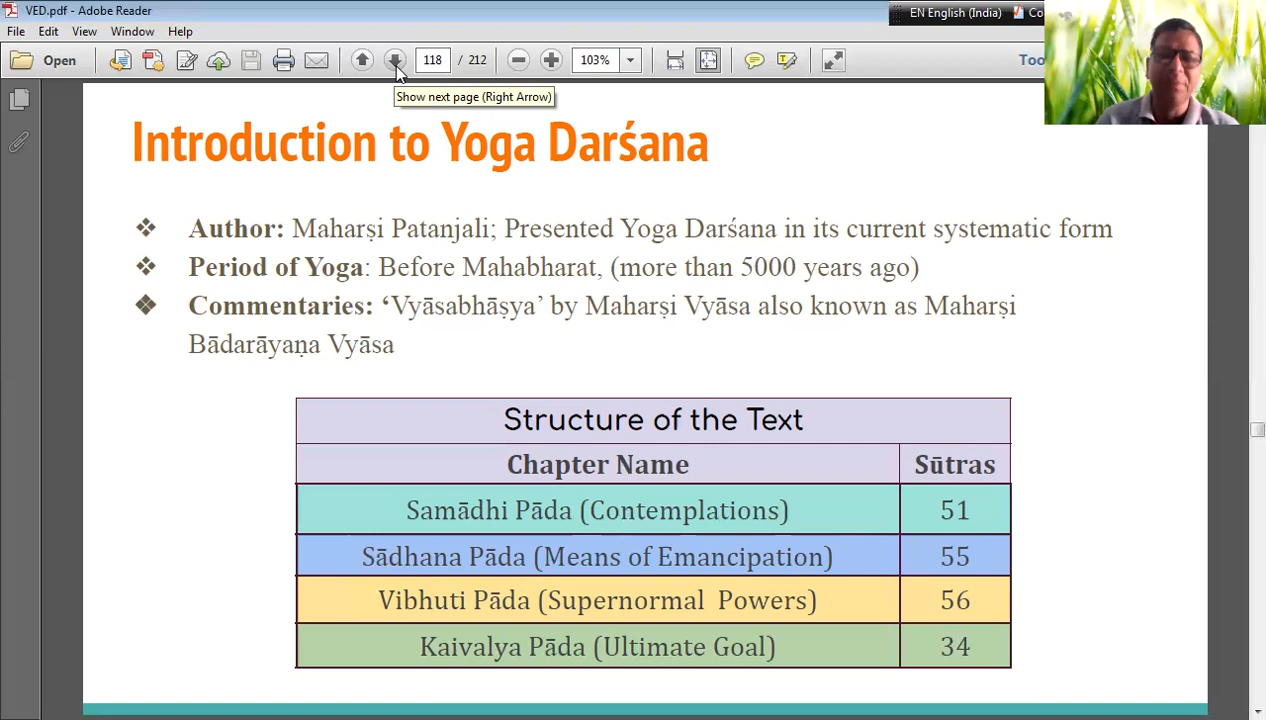 VED.pdf - Adobe Reader
EN English (India)
File Edit View Window Help
Open 118 / 212 103%
Show next page (Right Arrow)
Introduction to Yoga Darśana
❖ Author: Maharṣi Patanjali; Presented Yoga Darśana in its current systematic form
❖ Period of Yoga: Before Mahabharat, (more than 5000 years ago)
❖ Commentaries: ‘Vyāsabhāṣya’ by Maharṣi Vyāsa also known as Maharṣi
Bādarāyaṇa Vyāsa
Structure of the Text
Chapter Name Sūtras
Samādhi Pāda (Contemplations) 51
Sādhana Pāda (Means of Emancipation) 55
Vibhuti Pāda (Supernormal Powers) 56
Kaivalya Pāda (Ultimate Goal) 34